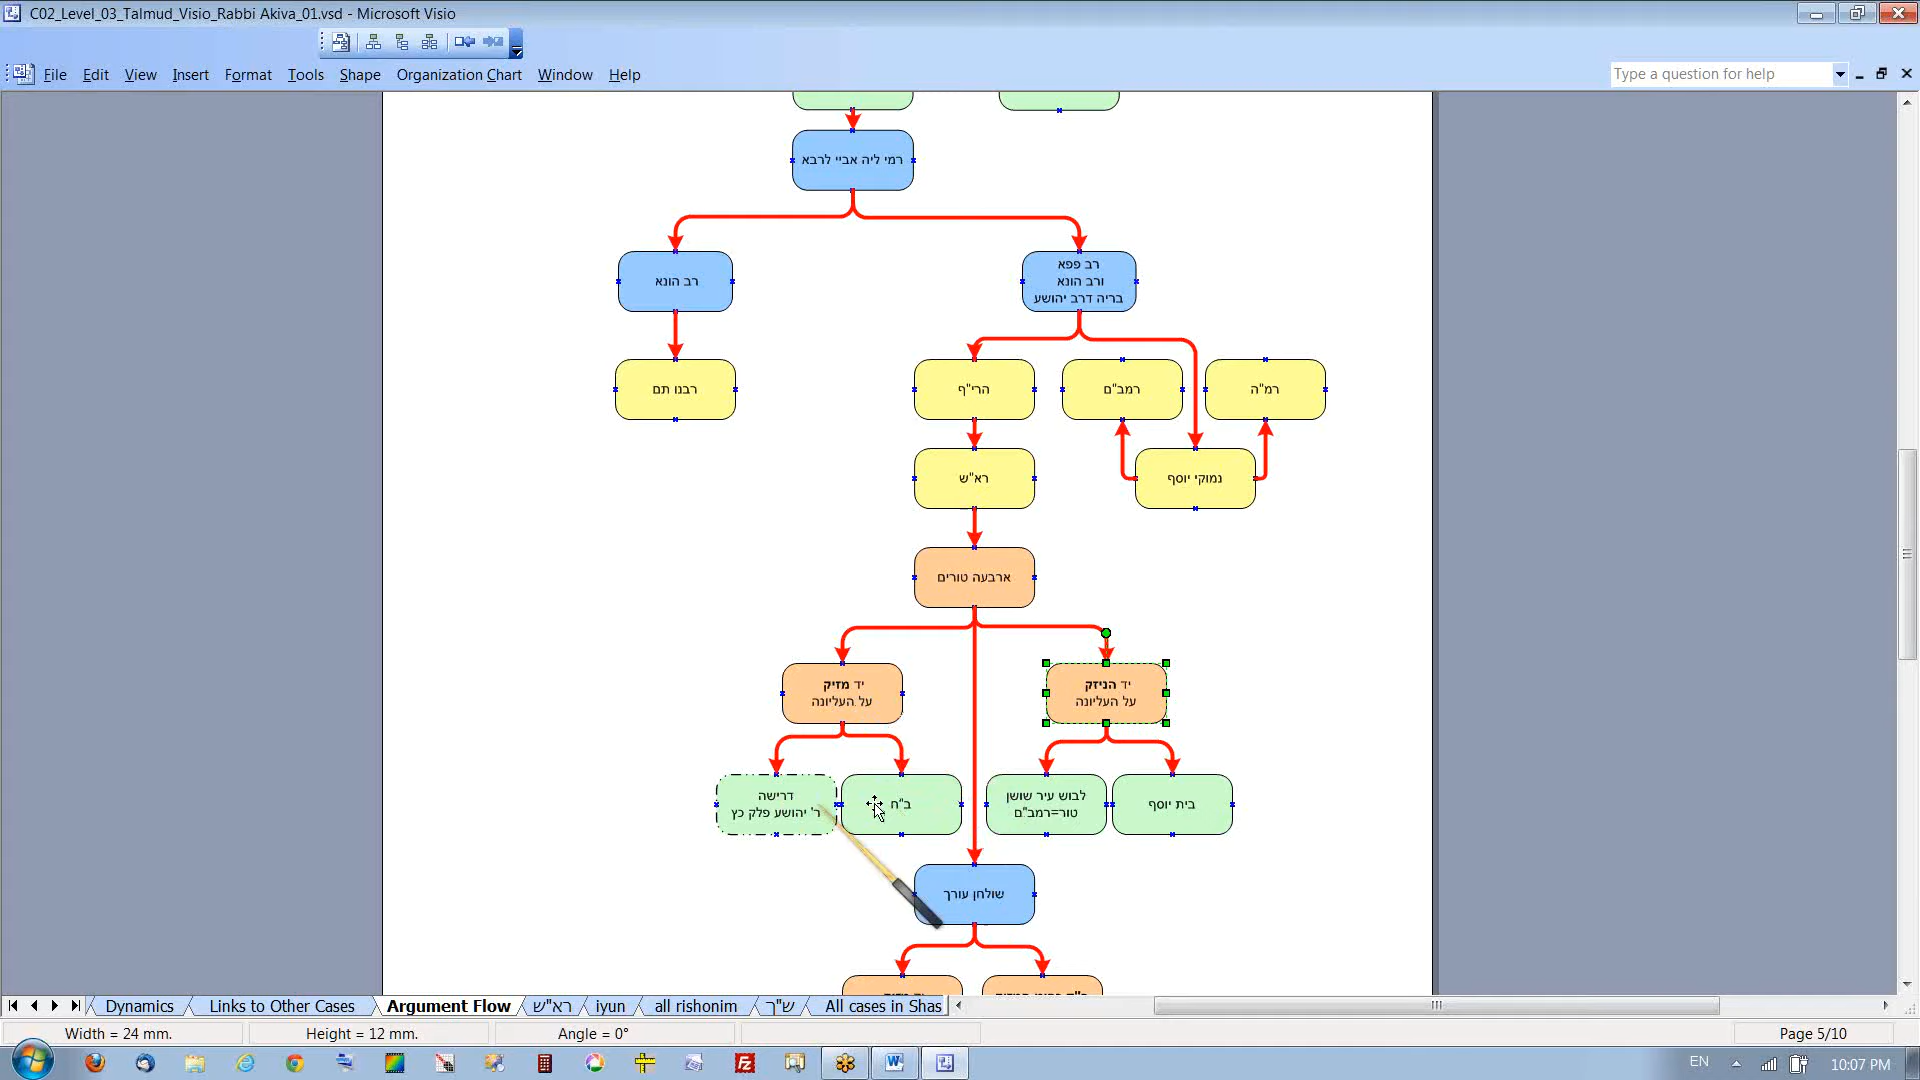 C02_Level_03_Talmud_Visio_Rabbi Akiva_01.vsd - Microsoft Visio
File Edit View Insert Format Tools Shape Organization Chart Window Help
Type a question for help
רמי ליה אביי לרבא
רב הונא
רב פפא
ורב הונא
בריה דרב יהושע
רבנו תם
הרי"ף
רמב"ם
רמ"ה
רא"ש
נמוקי יוסף
ארבעה טורים
יד מזיק
על העליונה
יד הניזק
על העליונה
דרישה
ר' יהושע פלק כץ
ב"ח
לבוש עיר שושן
טור=רמב"ם
בית יוסף
שולחן עורך
Dynamics Links to Other Cases Argument Flow רא"ש iyun all rishonim ש"ך All cases in Shas
Width = 24 mm. Height = 12 mm. Angle = 0° Page 5/10
EN 10:07 PM